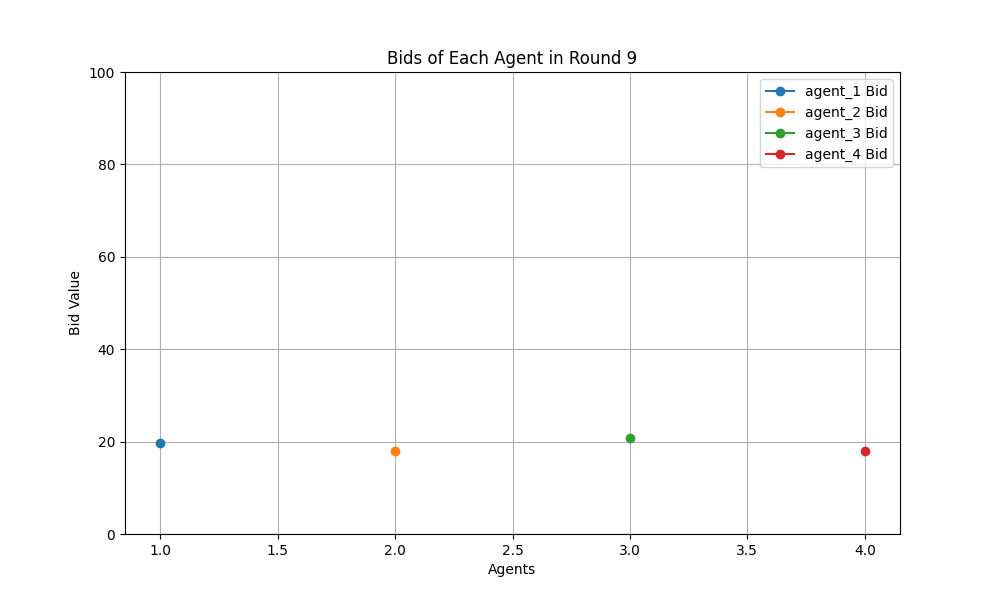 Bids of Each Agent in Round 9
agent_1 Bid
agent_2 Bid
agent_3 Bid
agent_4 Bid
Bid Value
100
80
60
40
20
0
1.0 1.5 2.0 2.5 3.0 3.5 4.0
Agents